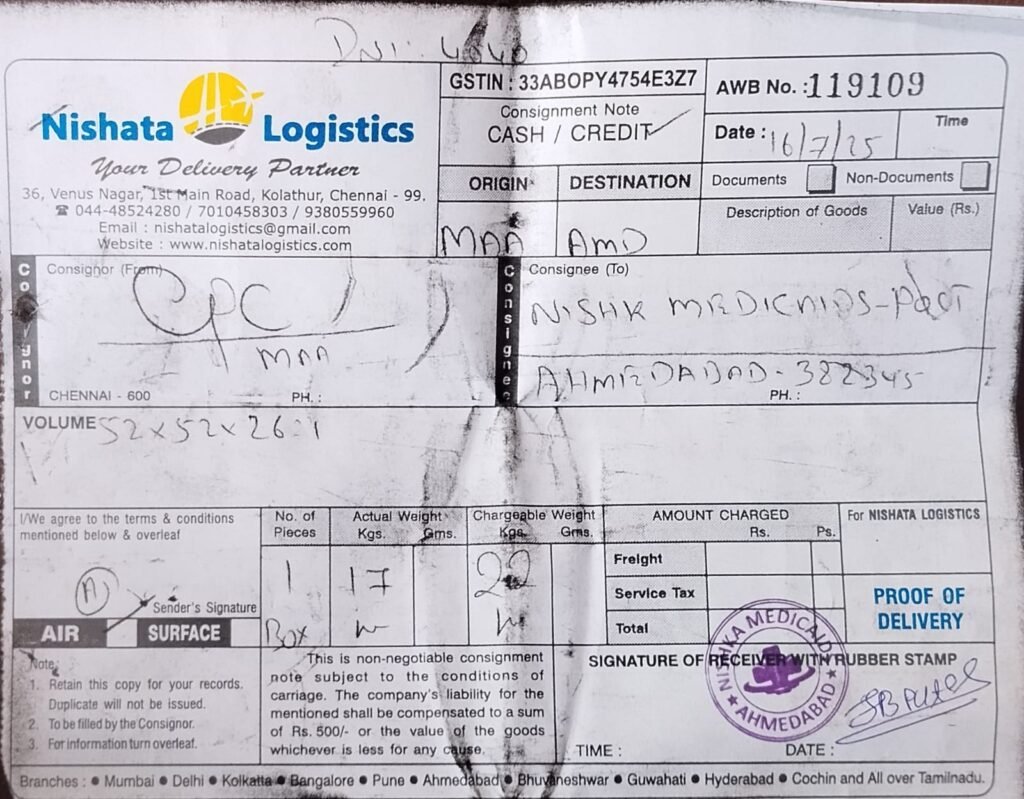 GSTIN : 33ABOPY4754E3Z7
AWB No. : 119109
Nishata Logistics
Your Delivery Partner
36, Venus Nagar, 1st Main Road, Kolathur, Chennai - 99.
☎ 044-48524280 / 7010458303 / 9380559960
Email : nishatalogistics@gmail.com
Website : www.nishatalogistics.com
Consignment Note
CASH / CREDIT
Date : 16/7/25
Time
ORIGIN
DESTINATION
Documents
Non-Documents
MAA
AMD
Description of Goods
Value (Rs.)
Consignor
Consignor (From)
CPC
MAA
CHENNAI - 600
PH. :
Consignee
Consignee (To)
AHMEDABAD - 382345
PH. :
VOLUME 52x52x26:1
I/We agree to the terms & conditions
mentioned below & overleaf
Sender's Signature
AIR
SURFACE
No. of
Pieces
1
BOX
Actual Weight
Kgs. Gms.
17
Chargeable Weight
Kgs. Gms.
22
AMOUNT CHARGED
Rs. Ps.
Freight
Service Tax
Total
For NISHATA LOGISTICS
PROOF OF
DELIVERY
Note:
1. Retain this copy for your records.
Duplicate will not be issued.
2. To be filled by the Consignor.
3. For information turn overleaf.
This is non-negotiable consignment
note subject to the conditions of
carriage. The company's liability for the
mentioned shall be compensated to a sum
of Rs. 500/- or the value of the goods
whichever is less for any cause.
SIGNATURE OF RECEIVER WITH RUBBER STAMP
NISHKA MEDICAIDS
★ AHMEDABAD ★
TIME :
DATE :
Branches : ● Mumbai ● Delhi ● Kolkatta ● Bangalore ● Pune ● Ahmedabad ● Bhuvaneshwar ● Guwahati ● Hyderabad ● Cochin and All over Tamilnadu.